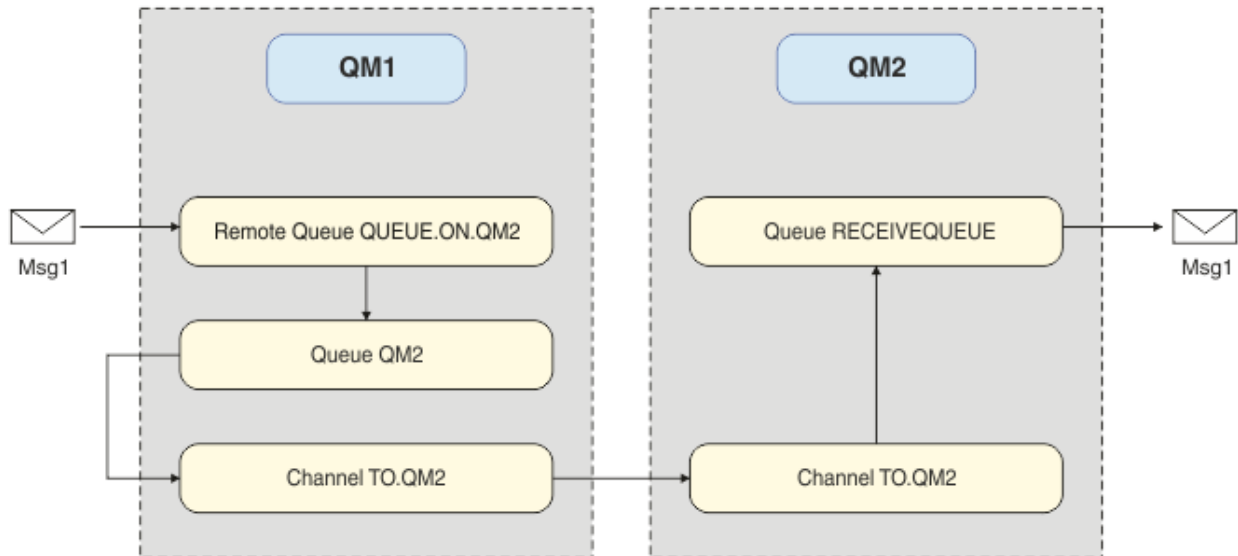 QM1
QM2
Remote Queue QUEUE.ON.QM2
Queue RECEIVEQUEUE
Msg1
Msg1
Queue QM2
Channel TO.QM2
Channel TO.QM2